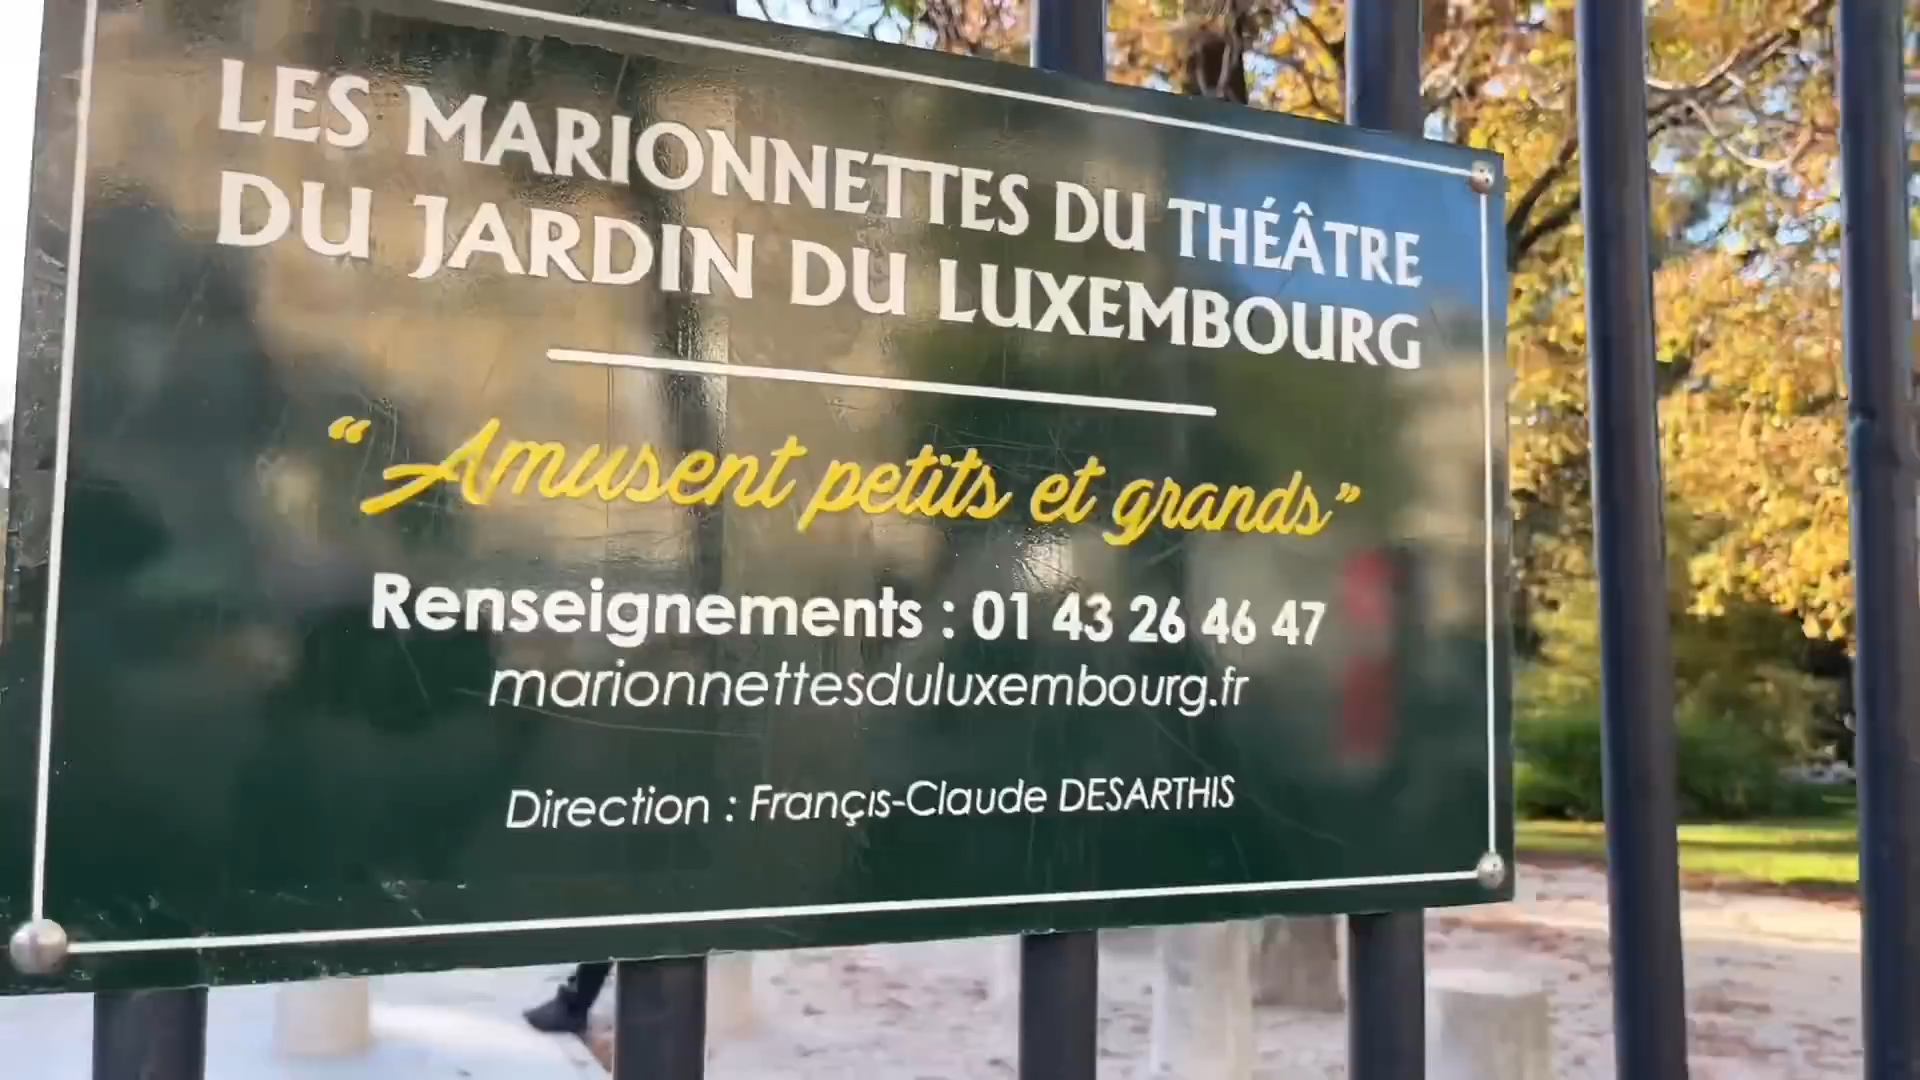 LES MARIONNETTES DU THÉÂTRE
DU JARDIN DU LUXEMBOURG
“Amusent petits et grands”
Renseignements : 01 43 26 46 47
marionnettesduluxembourg.fr
Direction : Françıs-Claude DESARTHIS